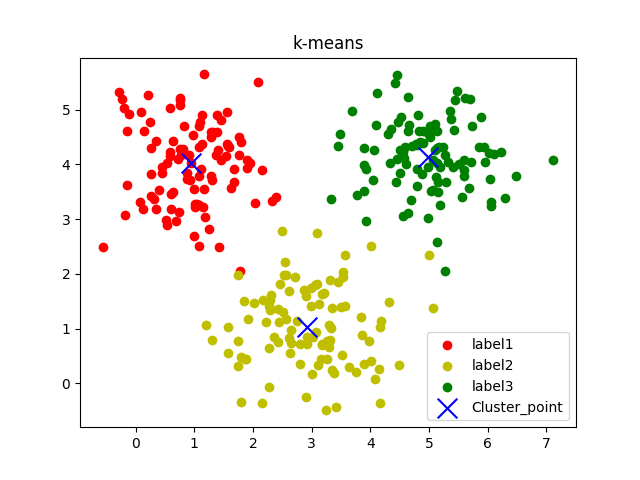 k-means
5
4
3
2
1
0
0 1 2 3 4 5 6 7
label1
label2
label3
Cluster_point